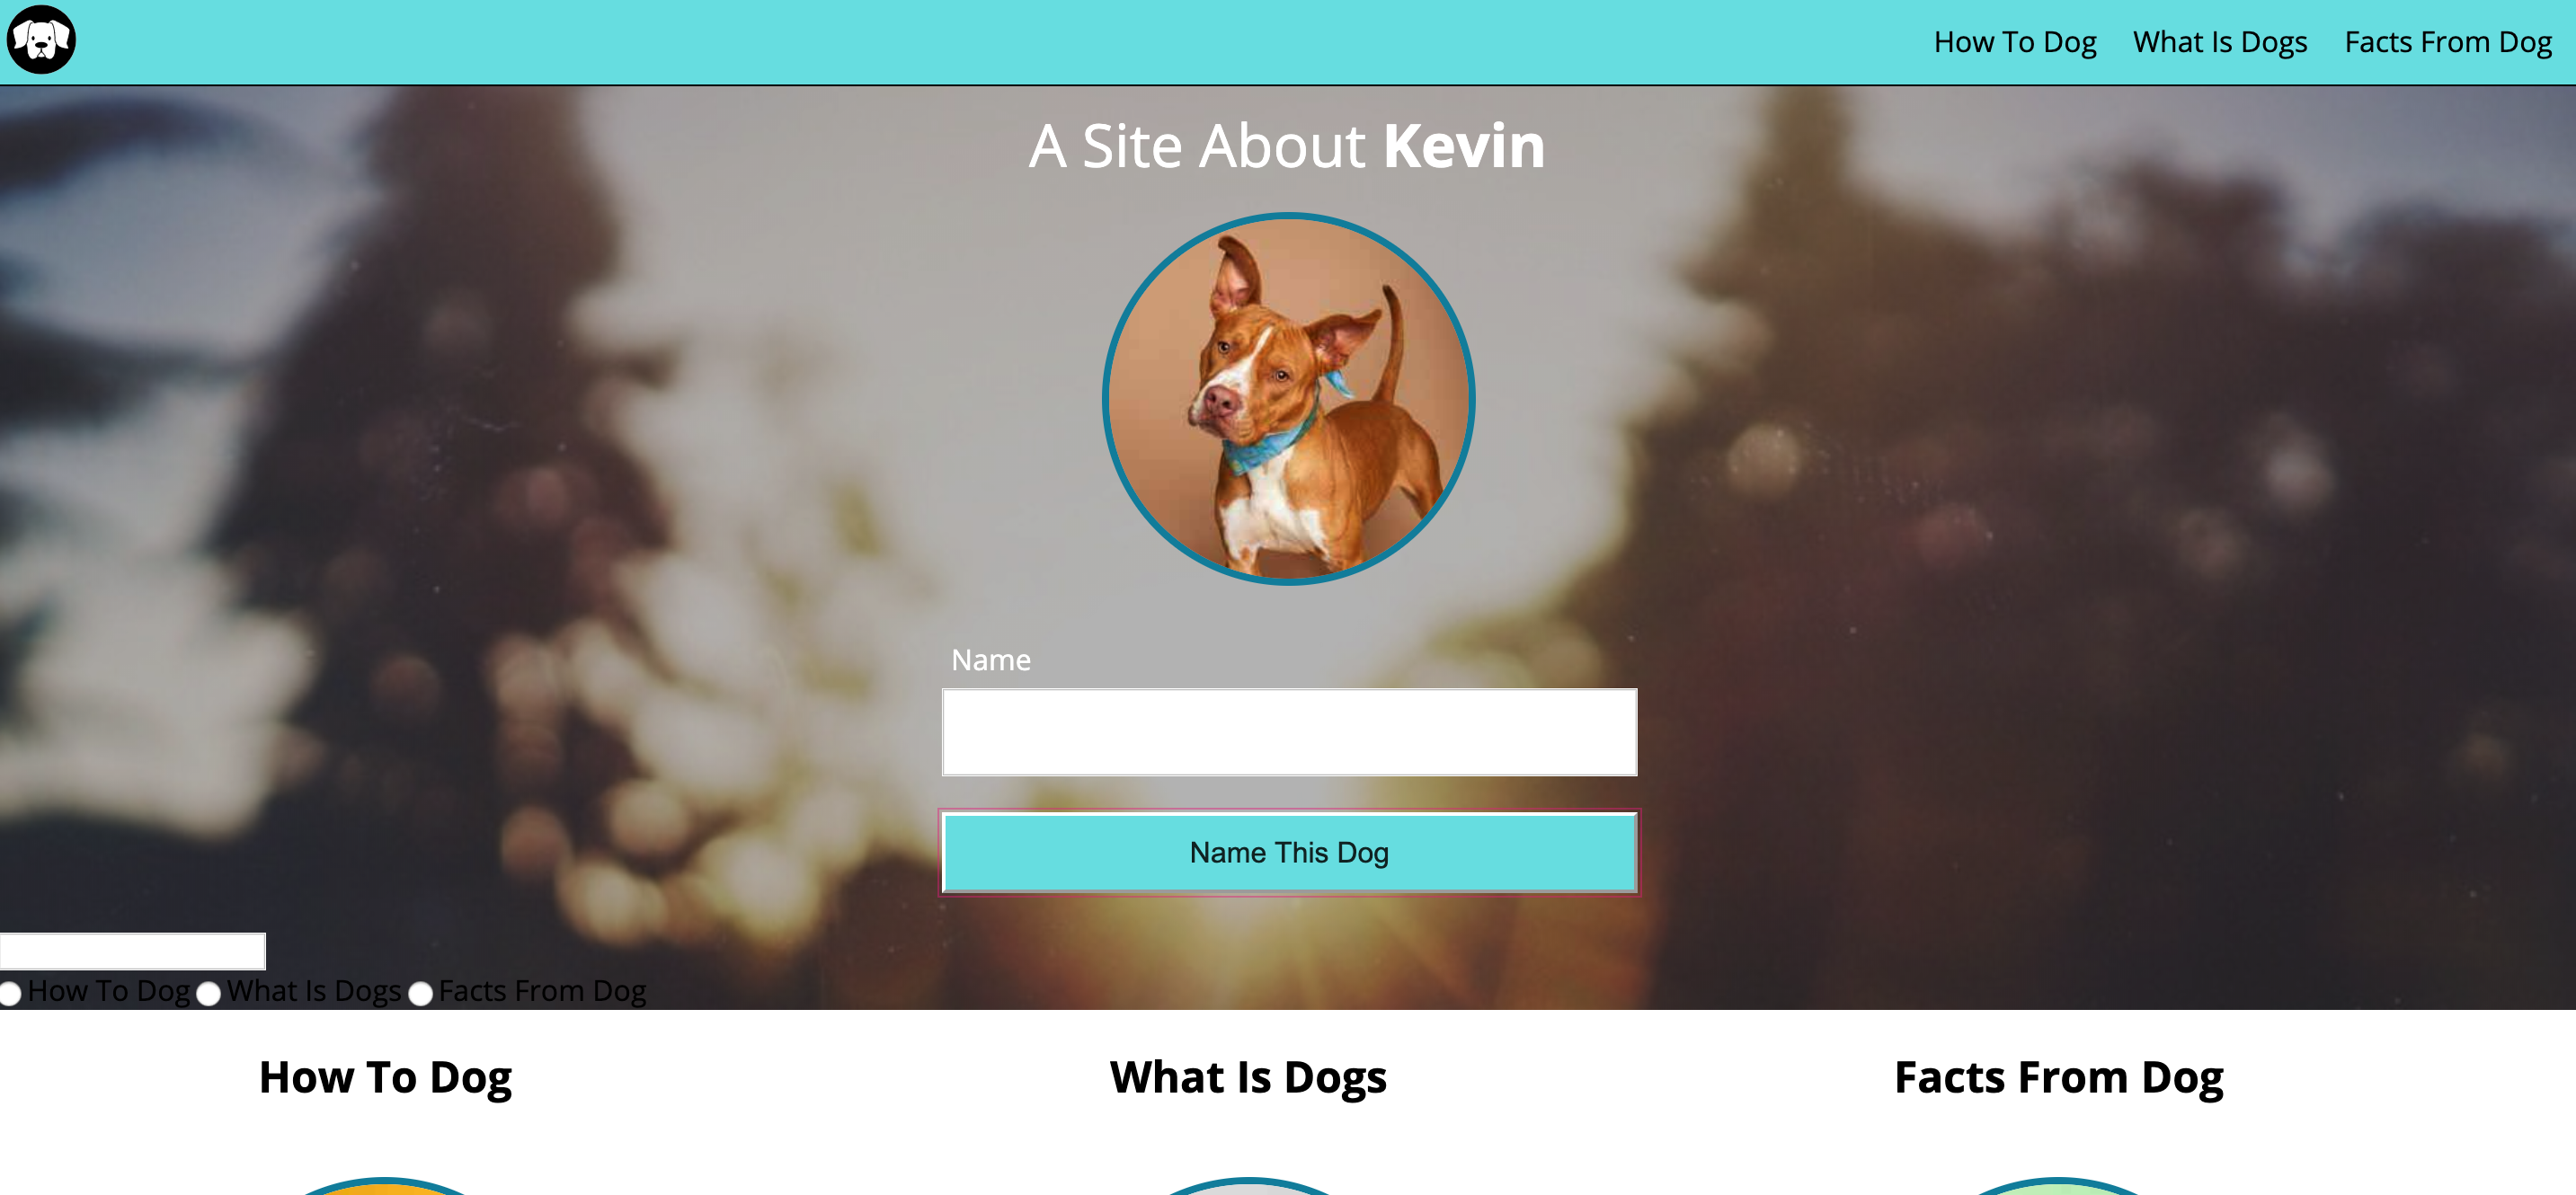 How To Dog What Is Dogs Facts From Dog
A Site About Kevin
Name
Name This Dog
How To Dog What Is Dogs Facts From Dog
How To Dog What Is Dogs Facts From Dog